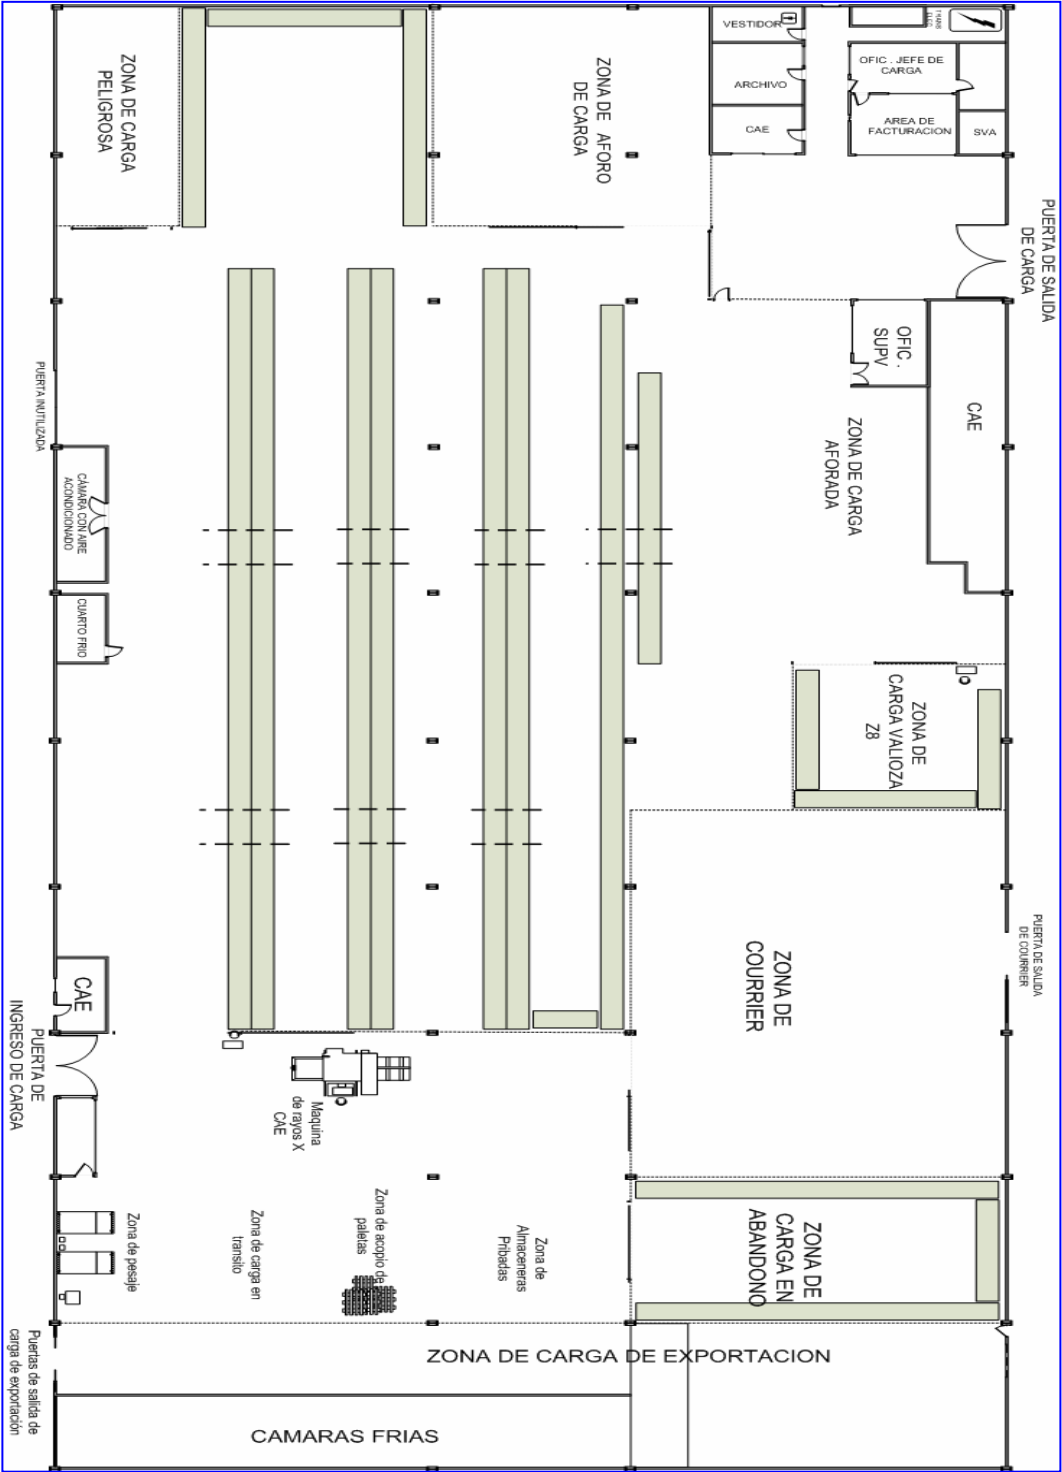 VESTIDOR
TRANS
ELEC
ZONA DE CARGA
PELIGROSA
ZONA DE AFORO
DE CARGA
ARCHIVO
CAE
OFIC . JEFE DE
CARGA
AREA DE
FACTURACION
SVA
PUERTA DE SALIDA
DE CARGA
OFIC .
SUPV
CAE
ZONA DE CARGA
AFORADA
PUERTA INUTILIZADA
CÁMARA CON AIRE
ACONDICIONADO
CUARTO FRIO
ZONA DE
CARGA VALIOZA
Z8
ZONA DE
COURRIER
PUERTA DE SALIDA
DE COURRIER
CAE
PUERTA DE
INGRESO DE CARGA
Maquina
de rayos X
CAE
Zona de pesaje
Zona de carga en
transito
Zona de acopio de
paletas
Zona de
Almaceneras
Pribadas
ZONA DE
CARGA EN
ABANDONO
Puertas de salida de
carga de exportación
ZONA DE CARGA DE EXPORTACION
CAMARAS FRIAS